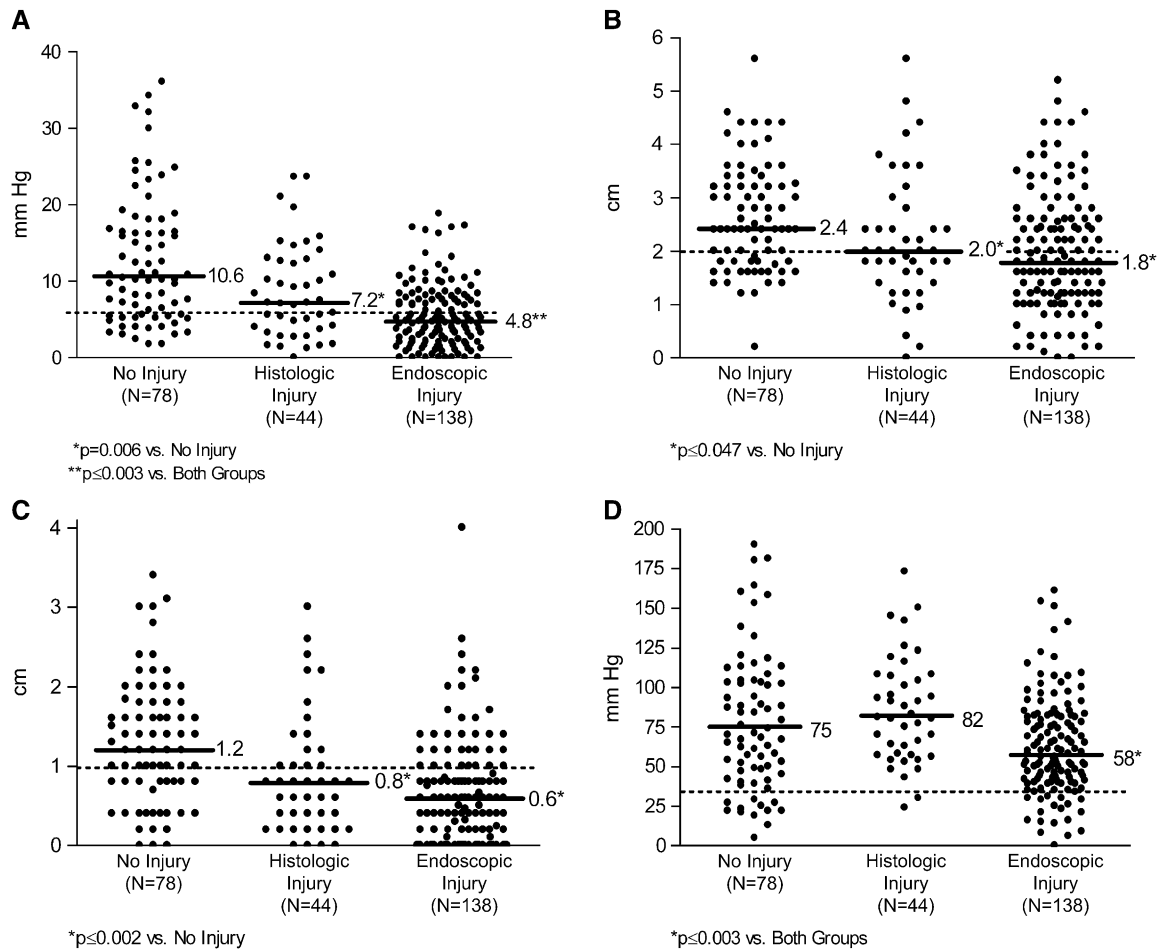 A
40
30
20
10
0
mm Hg
10.6
7.2*
4.8**
No Injury
(N=78)
Histologic
Injury
(N=44)
Endoscopic
Injury
(N=138)
*p=0.006 vs. No Injury
**p≤0.003 vs. Both Groups
B
6
5
4
3
2
1
0
cm
2.4
2.0*
1.8*
No Injury
(N=78)
Histologic
Injury
(N=44)
Endoscopic
Injury
(N=138)
*p≤0.047 vs. No Injury
C
4
3
2
1
0
cm
1.2
0.8*
0.6*
No Injury
(N=78)
Histologic
Injury
(N=44)
Endoscopic
Injury
(N=138)
*p≤0.002 vs. No Injury
D
200
175
150
125
100
75
50
25
0
mm Hg
75
82
58*
No Injury
(N=78)
Histologic
Injury
(N=44)
Endoscopic
Injury
(N=138)
*p≤0.003 vs. Both Groups